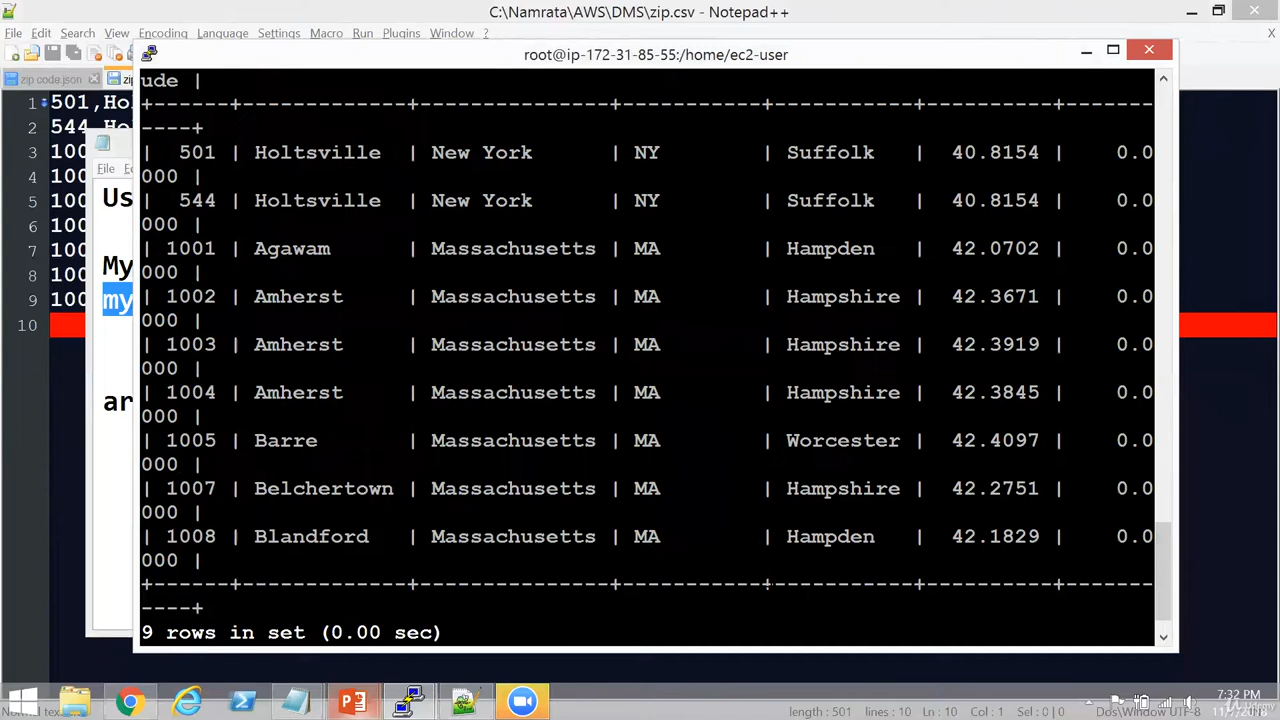 C:\Namrata\AWS\DMS\zip.csv - Notepad++
File Edit Search View Encoding Language Settings Macro Run Plugins Window ?
X
zip code.json
root@ip-172-31-85-55:/home/ec2-user
1 501,Ho
2 544,Ho
3 100
4 100
5 100
6 100
7 100
8 100
9 100
10
File
Us
My
my
ude |
+------+-------------+---------------+-----------+----------+---------+------
----+
| 501 | Holtsville | New York | NY | Suffolk | 40.8154 | 0.0
000 |
| 544 | Holtsville | New York | NY | Suffolk | 40.8154 | 0.0
000 |
| 1001 | Agawam | Massachusetts | MA | Hampden | 42.0702 | 0.0
000 |
| 1002 | Amherst | Massachusetts | MA | Hampshire | 42.3671 | 0.0
000 |
| 1003 | Amherst | Massachusetts | MA | Hampshire | 42.3919 | 0.0
000 |
| 1004 | Amherst | Massachusetts | MA | Hampshire | 42.3845 | 0.0
000 |
| 1005 | Barre | Massachusetts | MA | Worcester | 42.4097 | 0.0
000 |
| 1007 | Belchertown | Massachusetts | MA | Hampshire | 42.2751 | 0.0
000 |
| 1008 | Blandford | Massachusetts | MA | Hampden | 42.1829 | 0.0
000 |
+------+-------------+---------------+-----------+----------+---------+------
----+
9 rows in set (0.00 sec)
7:32 PM
length : 501 lines : 10 Ln : 10 Col : 1 Sel : 0 | 0 Dos\Windows UTF-8